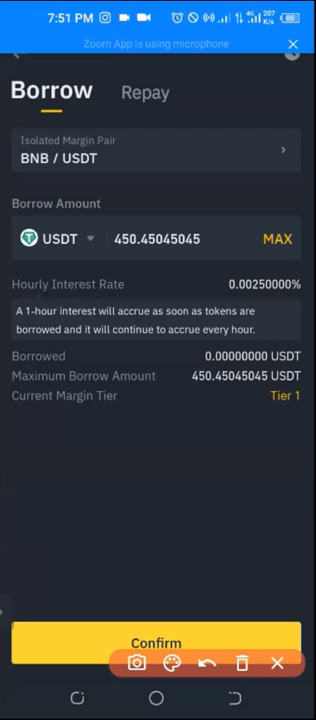 7:51 PM
4G
207
K/s
88
Zoom App is using microphone
Borrow
Repay
Isolated Margin Pair
BNB / USDT
Borrow Amount
USDT
450.45045045
MAX
Hourly Interest Rate
0.00250000%
A 1-hour interest will accrue as soon as tokens are
borrowed and it will continue to accrue every hour.
Borrowed
0.00000000 USDT
Maximum Borrow Amount
450.45045045 USDT
Current Margin Tier
Tier 1
Confirm